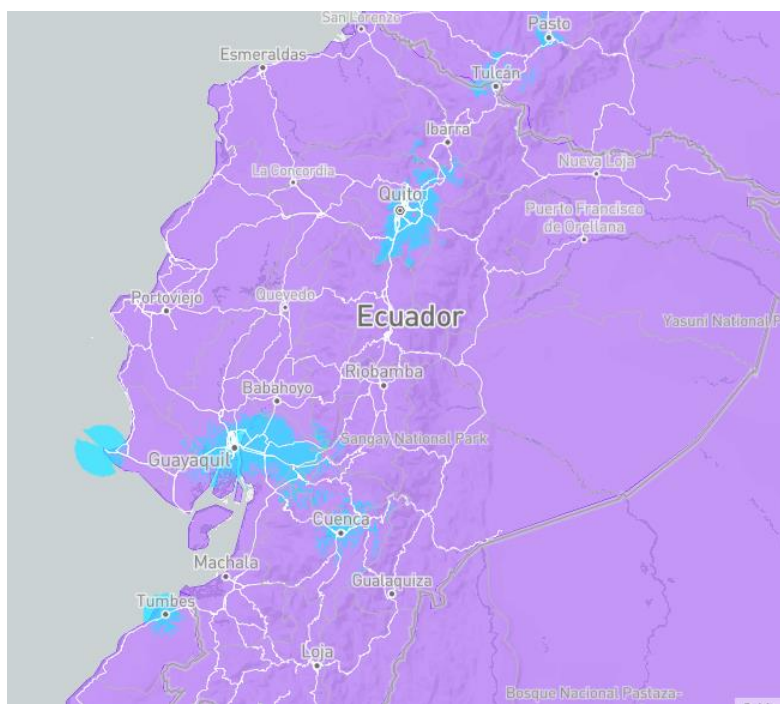 San Lorenzo
Pasto
Esmeraldas
Tulcán
Ibarra
La Concordia
Nueva Loja
Quito
Puerto Francisco
de Orellana
Portoviejo
Quevedo
Ecuador
Yasuni National P
Riobamba
Babahoyo
Sangay National Park
Guayaquil
Cuenca
Machala
Gualaquiza
Tumbes
Loja
Bosque Nacional Pastaza-